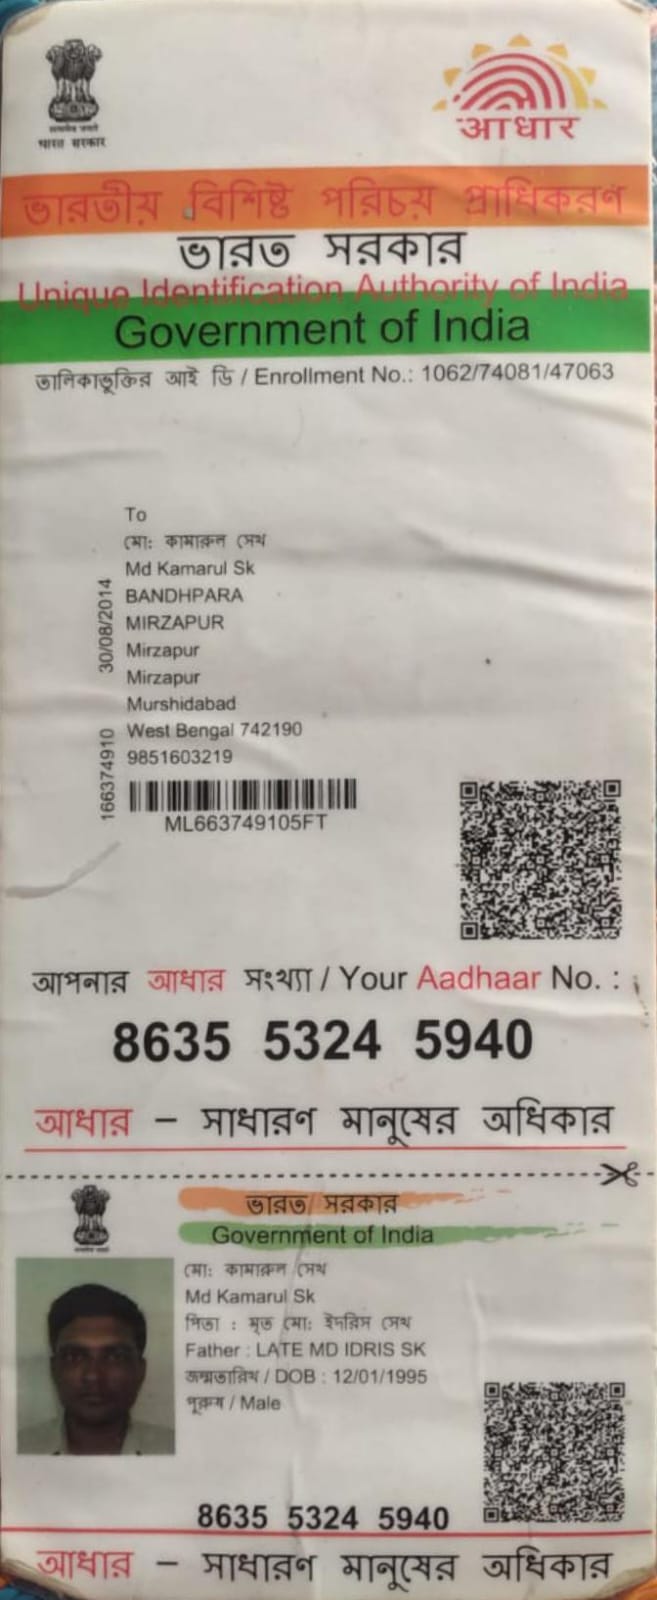 सत्यमेव जयते
भारत सरकार
आधार
ভারতীয় বিশিষ্ট পরিচয় প্রাধিকরণ
ভারত সরকার
Unique Identification Authority of India
Government of India
তালিকাভুক্তির আই ডি / Enrollment No.: 1062/74081/47063
To
মো: কামারুল সেখ
Md Kamarul Sk
BANDHPARA
MIRZAPUR
Mirzapur
Mirzapur
Murshidabad
West Bengal 742190
9851603219
30/08/2014
166374910
ML663749105FT
আপনার আধার সংখ্যা / Your Aadhaar No. :
8635 5324 5940
আধার – সাধারণ মানুষের অধিকার
ভারত সরকার
Government of India
মো: কামারুল সেখ
Md Kamarul Sk
পিতা : মৃত মো: ইদরিস সেখ
Father : LATE MD IDRIS SK
জন্মতারিখ / DOB : 12/01/1995
পুরুষ / Male
8635 5324 5940
আধার – সাধারণ মানুষের অধিকার